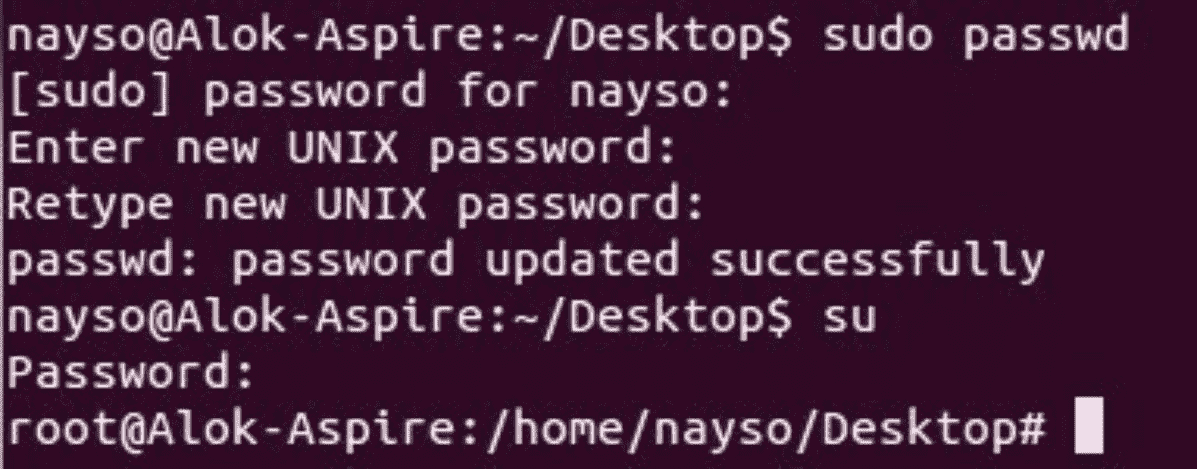 nayso@Alok-Aspire:~/Desktop$ sudo passwd
[sudo] password for nayso:
Enter new UNIX password:
Retype new UNIX password:
passwd: password updated successfully
nayso@Alok-Aspire:~/Desktop$ su
Password:
root@Alok-Aspire:/home/nayso/Desktop#